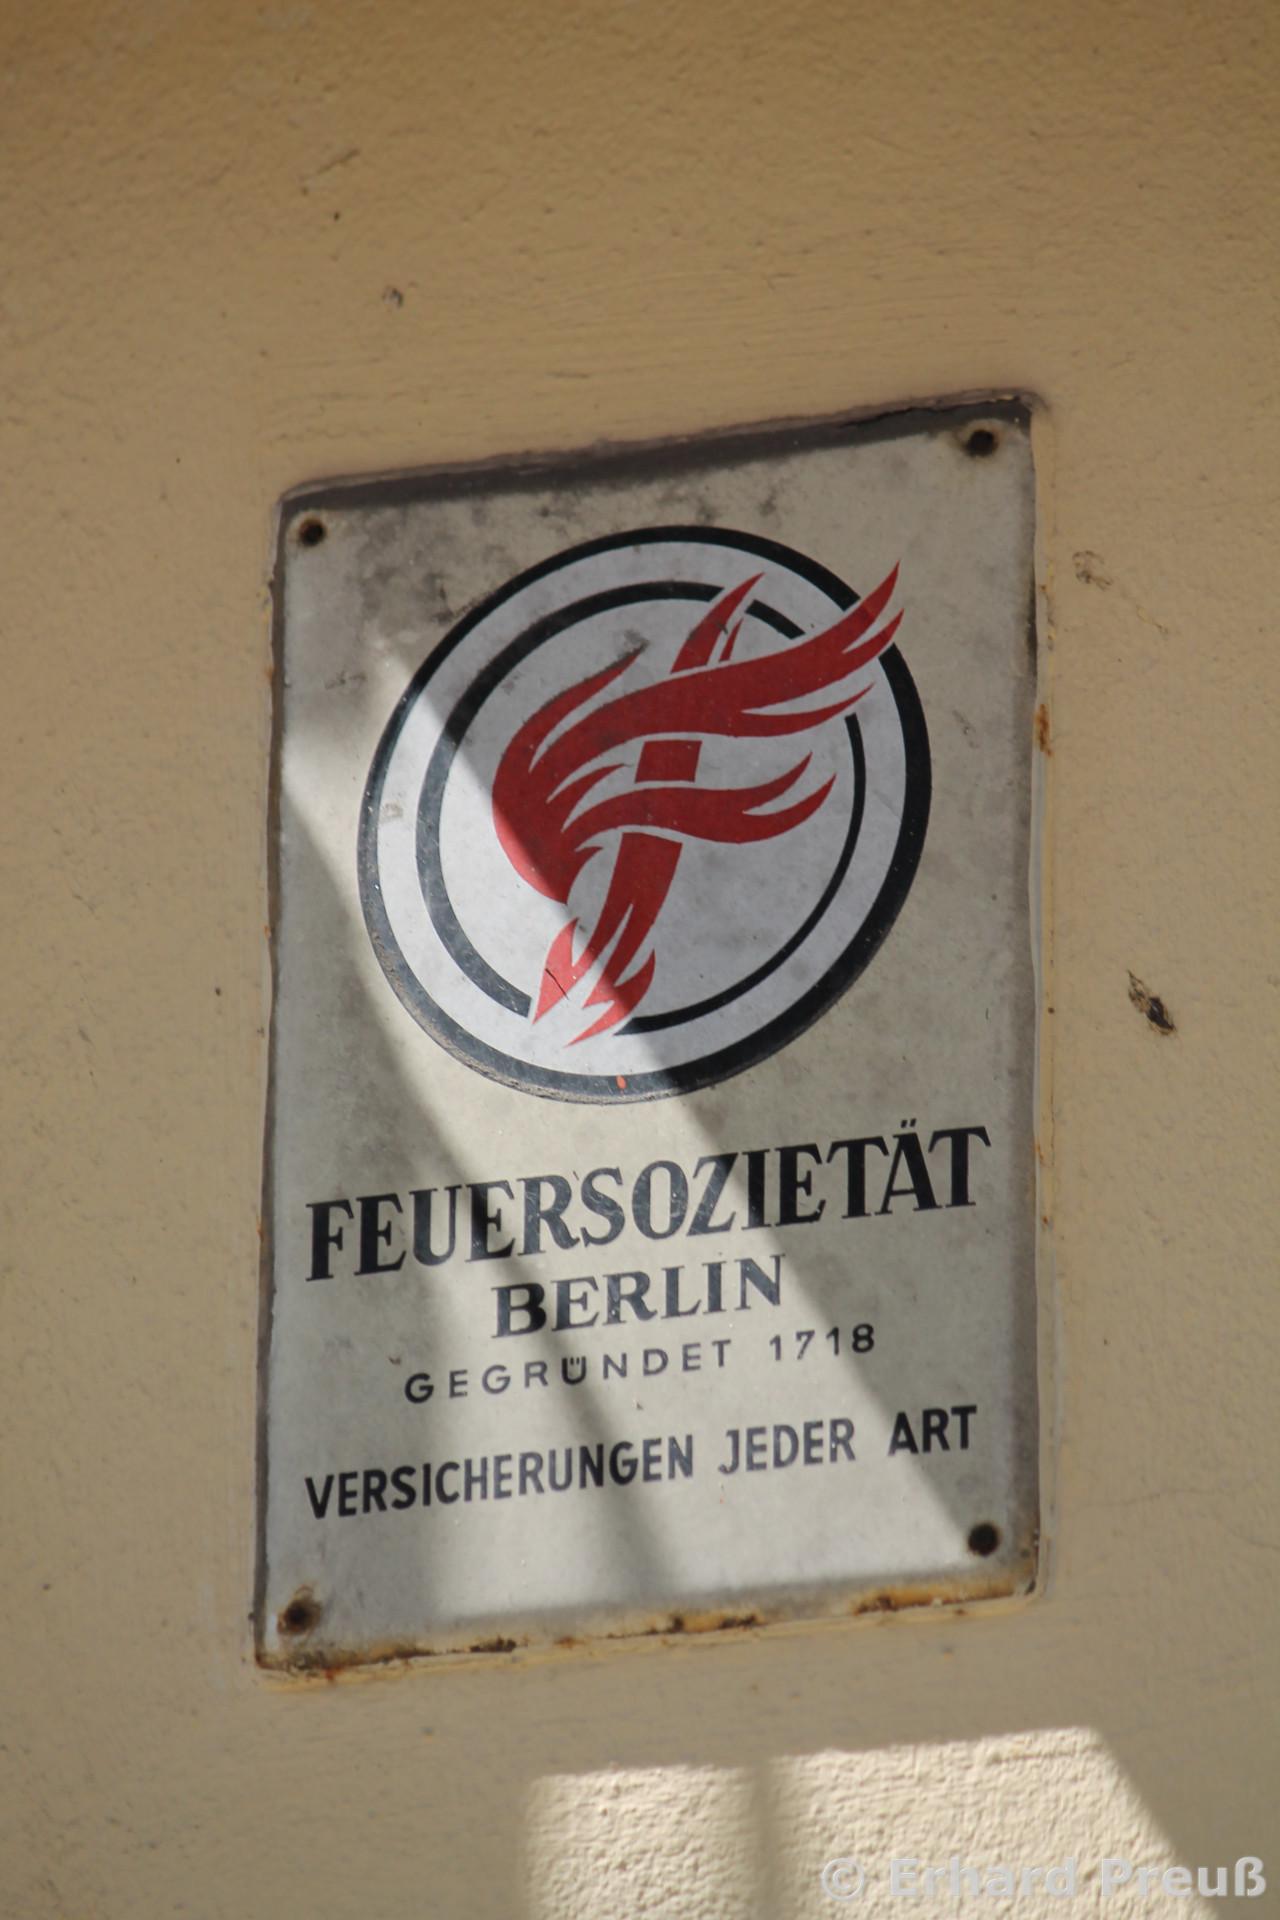 FEUERSOZIETÄT
BERLIN
GEGRÜNDET 1718
VERSICHERUNGEN JEDER ART
© Erhard Preuß